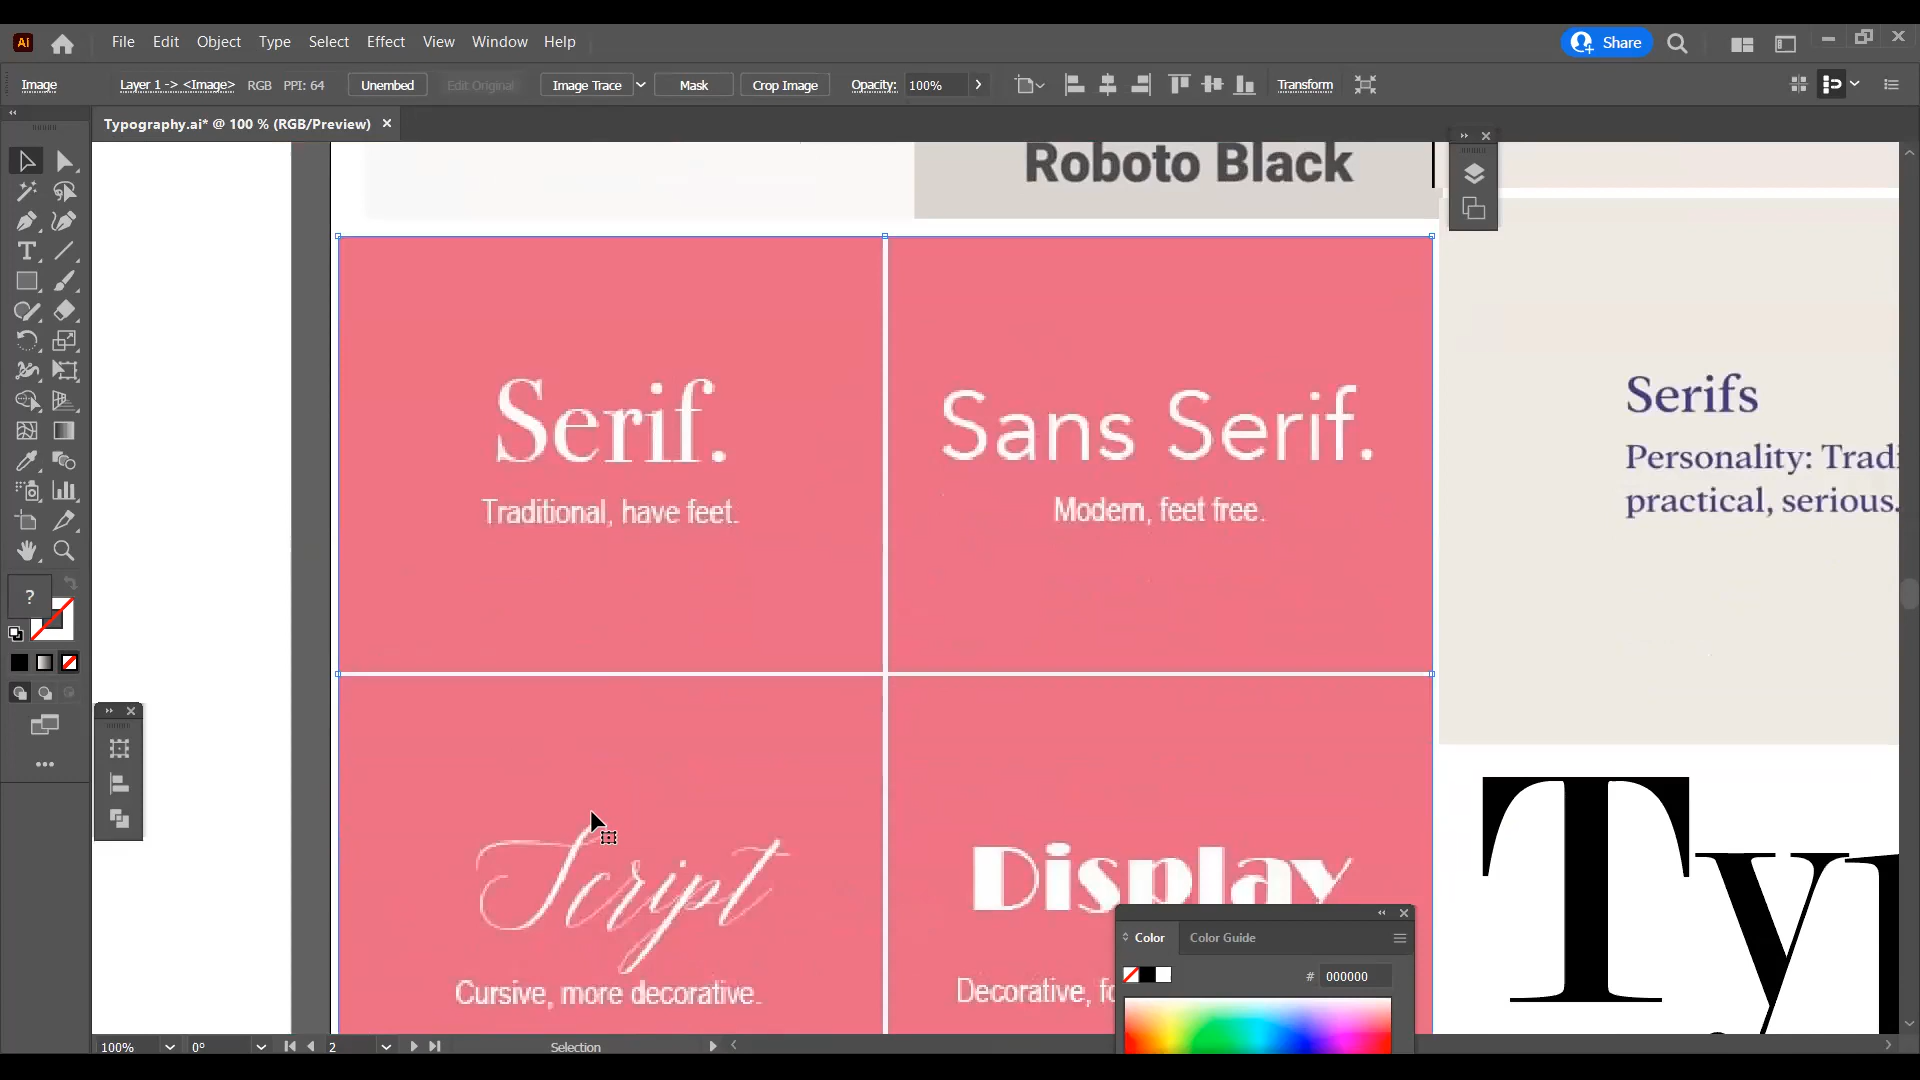 Ai
File Edit Object Type Select Effect View Window Help
Share
Image
Layer 1 -> <Image> RGB PPI: 64 Unembed Edit Original Image Trace Mask Crop Image Opacity: 100% Transform
Typography.ai* @ 100 % (RGB/Preview)
Roboto Black
Serif.
Traditional, have feet.
Sans Serif.
Modern, feet free.
Serifs
Personality: Tradi
practical, serious.
?
Script
Cursive, more decorative.
Display
Decorative, fo
Ty
Color Color Guide
# 000000
100% 0° 2 Selection